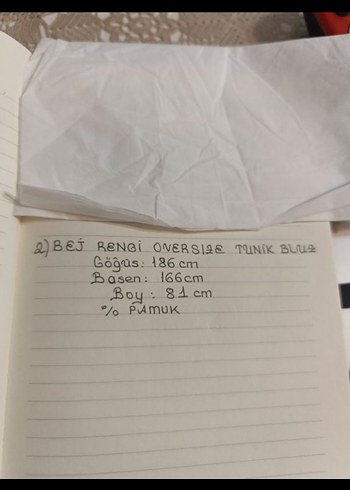 2) BEJ RENGİ OVERSIZE TUNİK BLUZ
Göğüs: 186 cm
Basen: 166cm
Boy : 81 cm
% PAMUK